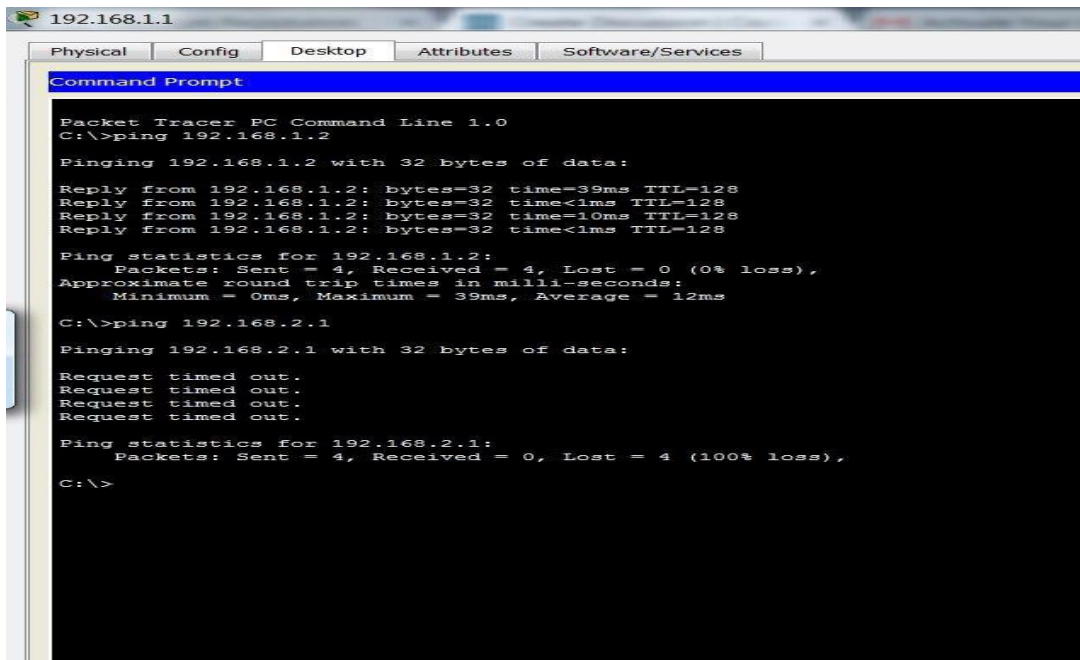 192.168.1.1
Physical Config Desktop Attributes Software/Services
Command Prompt
Packet Tracer PC Command Line 1.0
C:\>ping 192.168.1.2
Pinging 192.168.1.2 with 32 bytes of data:
Reply from 192.168.1.2: bytes=32 time=39ms TTL=128
Reply from 192.168.1.2: bytes=32 time<1ms TTL=128
Reply from 192.168.1.2: bytes=32 time=10ms TTL=128
Reply from 192.168.1.2: bytes=32 time<1ms TTL=128
Ping statistics for 192.168.1.2:
Packets: Sent = 4, Received = 4, Lost = 0 (0% loss),
Approximate round trip times in milli-seconds:
Minimum = 0ms, Maximum = 39ms, Average = 12ms
C:\>ping 192.168.2.1
Pinging 192.168.2.1 with 32 bytes of data:
Request timed out.
Request timed out.
Request timed out.
Request timed out.
Ping statistics for 192.168.2.1:
Packets: Sent = 4, Received = 0, Lost = 4 (100% loss),
C:\>